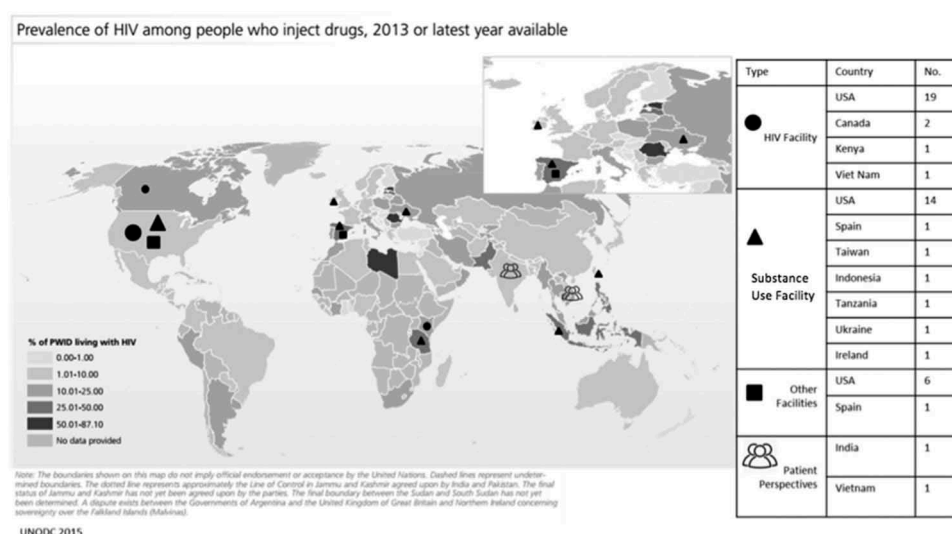 Prevalence of HIV among people who inject drugs, 2013 or latest year available
Type Country No.
HIV Facility
USA 19
Canada 2
Kenya 1
Viet Nam 1
Substance
Use Facility
USA 14
Spain 1
Taiwan 1
Indonesia 1
Tanzania 1
Ukraine 1
Ireland 1
Other
Facilities
USA 6
Spain 1
Patient
Perspectives
India 1
Vietnam 1
% of PWID living with HIV
0.00-1.00
1.01-10.00
10.01-25.00
25.01-50.00
50.01-87.10
No data provided
Note: The boundaries shown on this map do not imply official endorsement or acceptance by the United Nations. Dashed lines represent undeter-
mined boundaries. The dotted line represents approximately the Line of Control in Jammu and Kashmir agreed upon by India and Pakistan. The final
status of Jammu and Kashmir has not yet been agreed upon by the parties. The final boundary between the Sudan and South Sudan has not yet
been determined. A dispute exists between the Governments of Argentina and the United Kingdom of Great Britain and Northern Ireland concerning
sovereignty over the Falkland Islands (Malvinas).
UNODC 2015